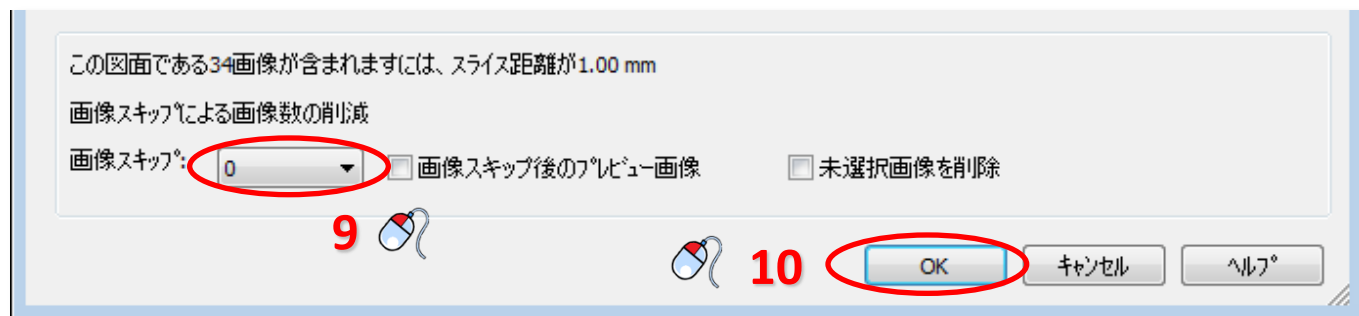 この図面である34画像が含まれますには、スライス距離が1.00 mm
画像スキップによる画像数の削減
画像スキップ: 0 画像スキップ後のプレビュー画像 未選択画像を削除
9
10 OK キャンセル ヘルプ